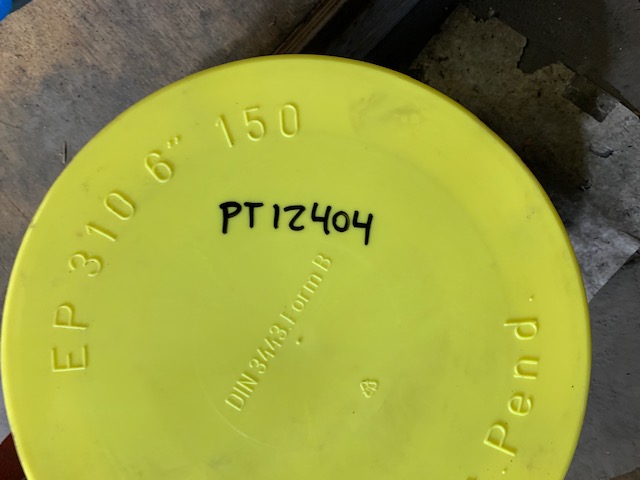 EP 310 6" 150
PT12404
DIN 3443 Form B
Pend.